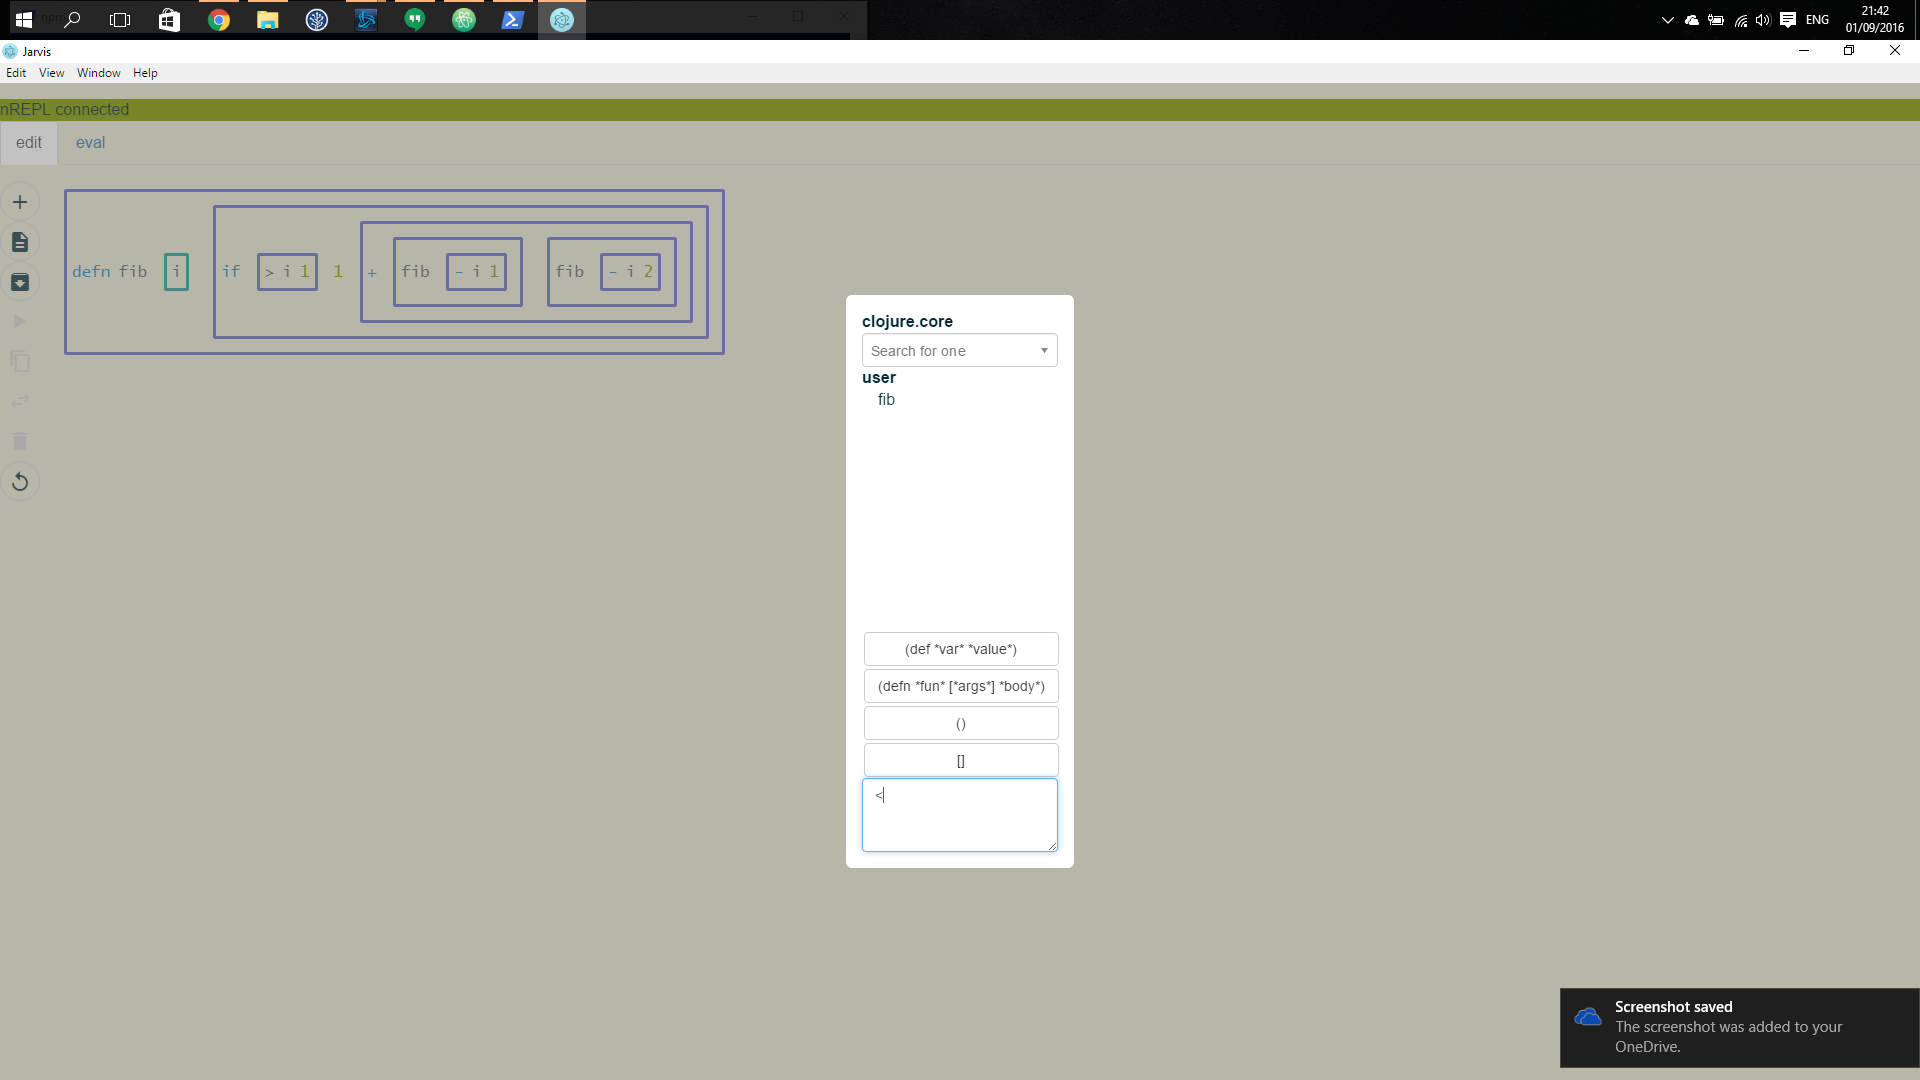 npm
21:42
ENG
01/09/2016
Jarvis
Edit View Window Help
nREPL connected
edit eval
defn fib i if > i 1 1 + fib - i 1 fib - i 2
clojure.core
Search for one
user
fib
(def *var* *value*)
(defn *fun* [*args*] *body*)
()
[]
<
Screenshot saved
The screenshot was added to your
OneDrive.